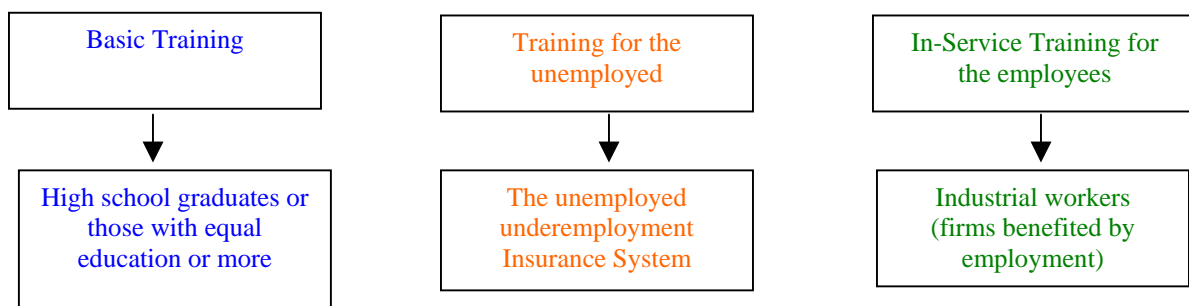 Basic Training
Training for the
unemployed
In-Service Training for
the employees
High school graduates or
those with equal
education or more
The unemployed
underemployment
Insurance System
Industrial workers
(firms benefited by
employment)